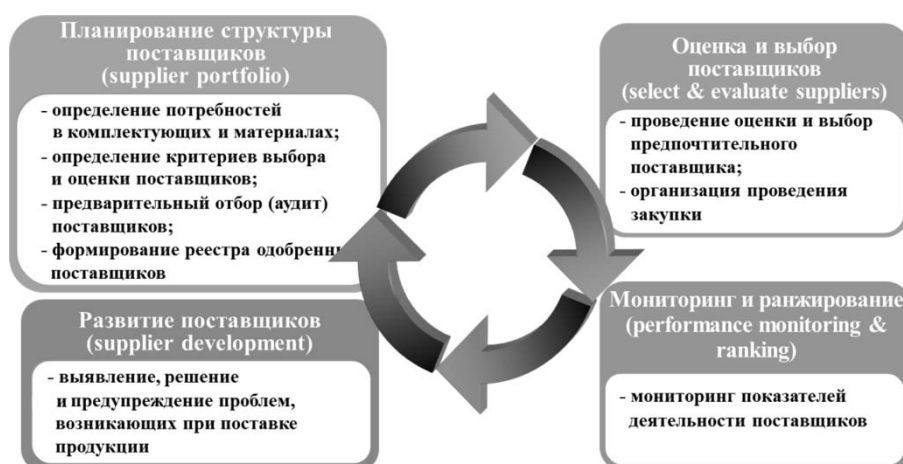 Планирование структуры
поставщиков
(supplier portfolio)
- определение потребностей
в комплектующих и материалах;
- определение критериев выбора
и оценки поставщиков;
- предварительный отбор (аудит)
поставщиков;
- формирование реестра одобренн
поставщиков
Оценка и выбор
поставщиков
(select & evaluate suppliers)
- проведение оценки и выбор
предпочтительного
поставщика;
- организация проведения
закупки
Мониторинг и ранжирование
(performance monitoring &
ranking)
- мониторинг показателей
деятельности поставщиков
Развитие поставщиков
(supplier development)
- выявление, решение
и предупреждение проблем,
возникающих при поставке
продукции